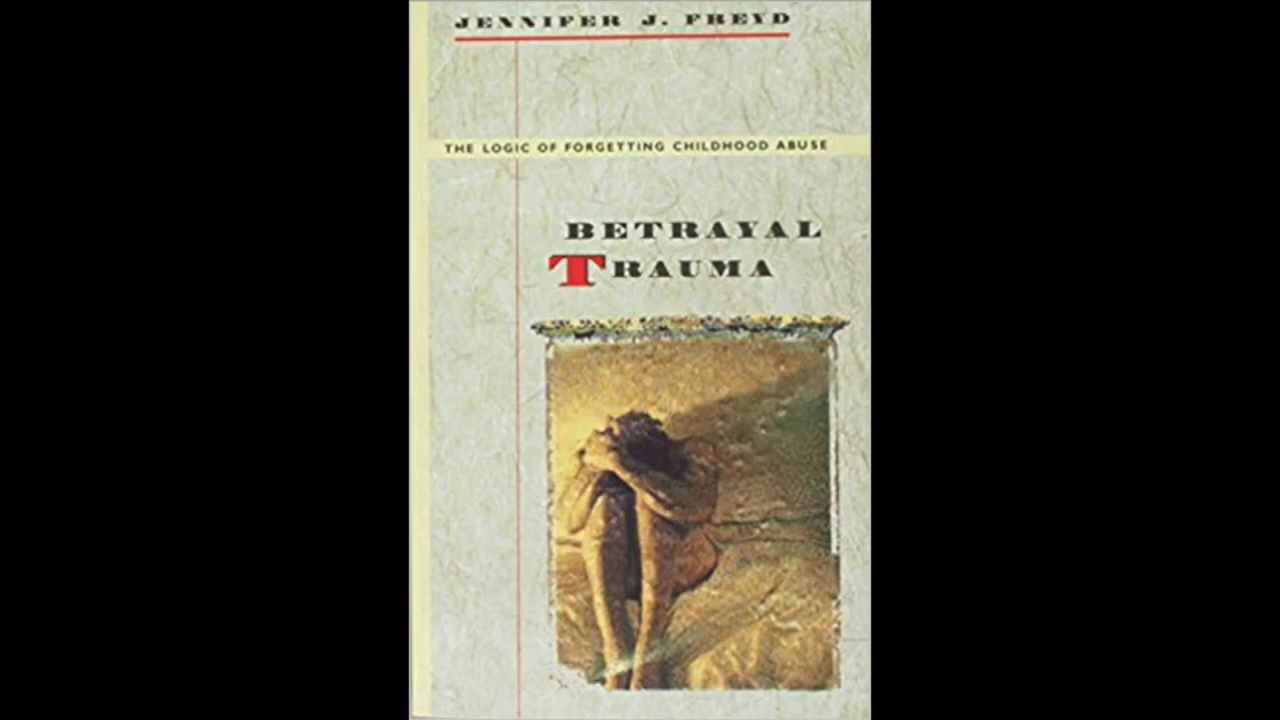 JENNIFER J. FREYD
THE LOGIC OF FORGETTING CHILDHOOD ABUSE
BETRAYAL
TRAUMA